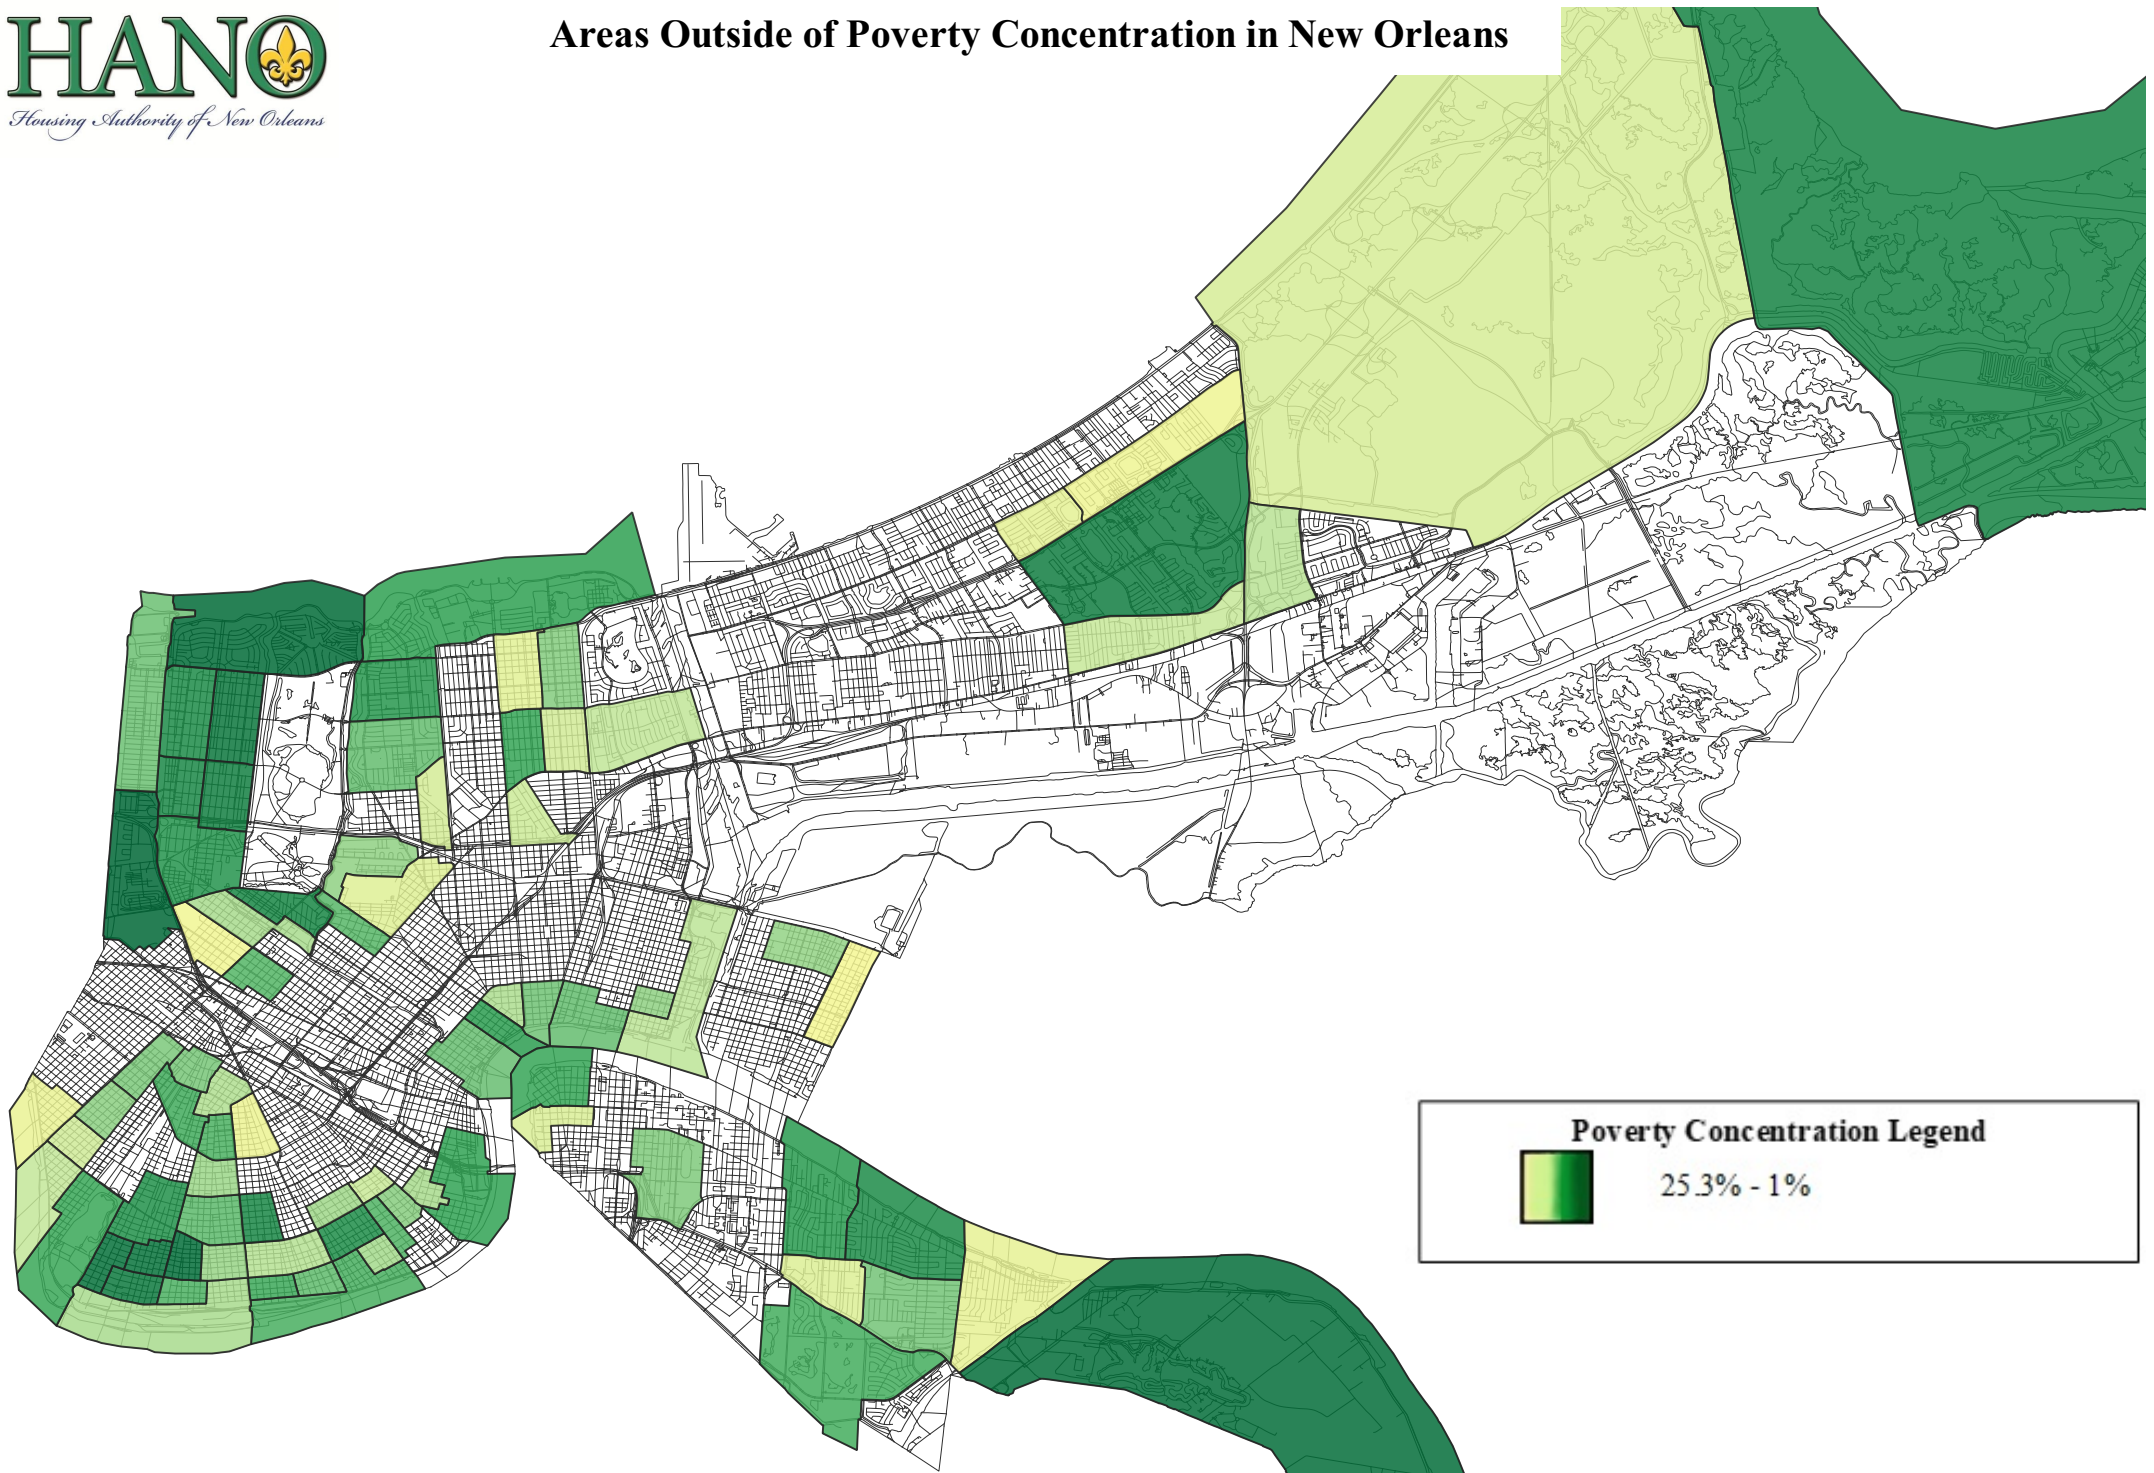 HANO
Housing Authority of New Orleans
Areas Outside of Poverty Concentration in New Orleans
Poverty Concentration Legend
25.3% - 1%